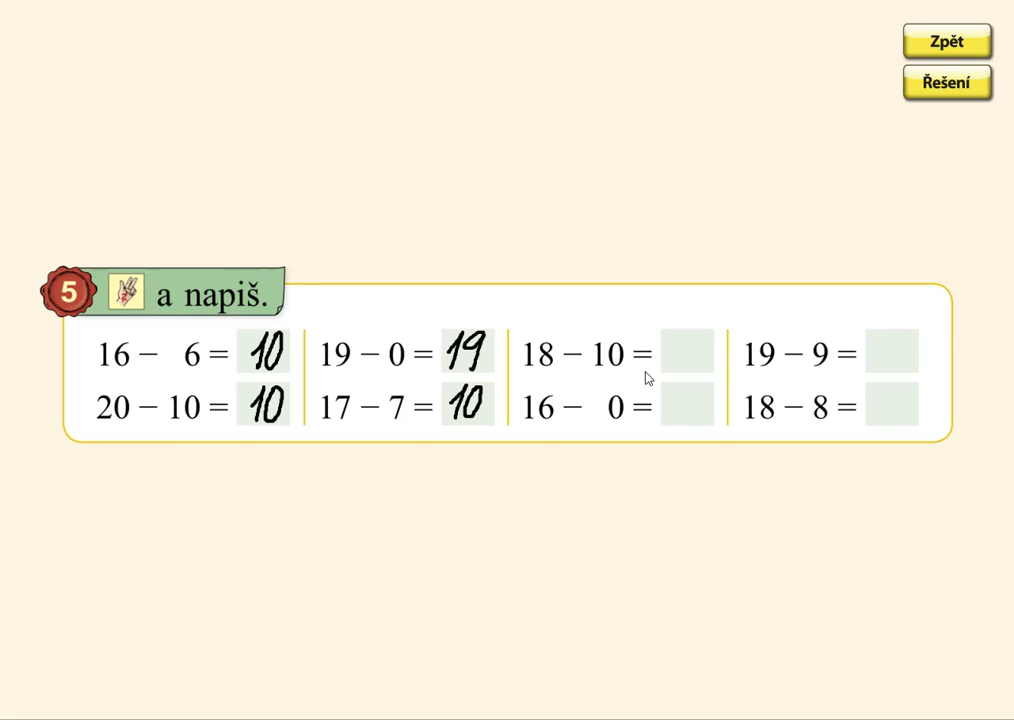 Zpět
Řešení
5 a napiš.
16 − 6 = 10 19 − 0 = 19 18 − 10 = 19 − 9 =
20 − 10 = 10 17 − 7 = 10 16 − 0 = 18 − 8 =